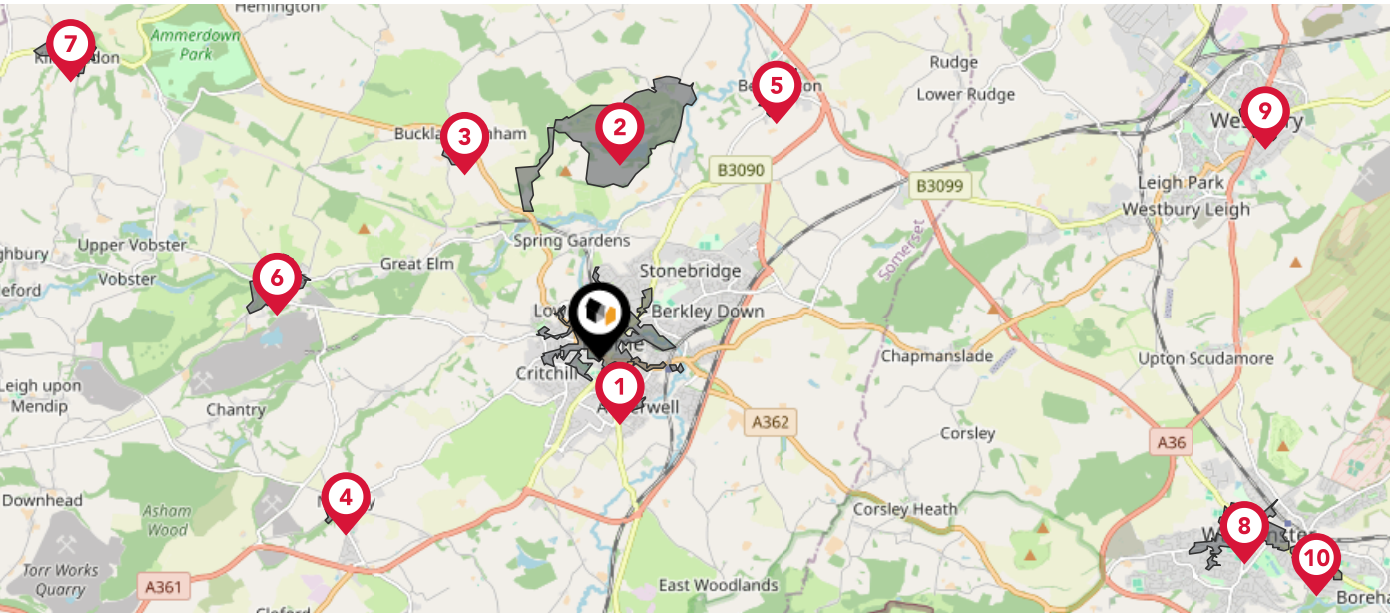 Hemington
Ammerdown
Park
7
5
2
3
9
Rudge
Lower Rudge
B3090
B3099
Leigh Park
Westbury Leigh
Upper Vobster
Vobster
Great Elm
Spring Gardens
Stonebridge
Somerset
6
Berkley Down
Critchill
1
Chapmanslade
Upton Scudamore
Leigh upon
Mendip
Chantry
A362
A36
Corsley
Downhead
4
Asham
Wood
Corsley Heath
8
10
Torr Works
Quarry
A361
East Woodlands
Cloford